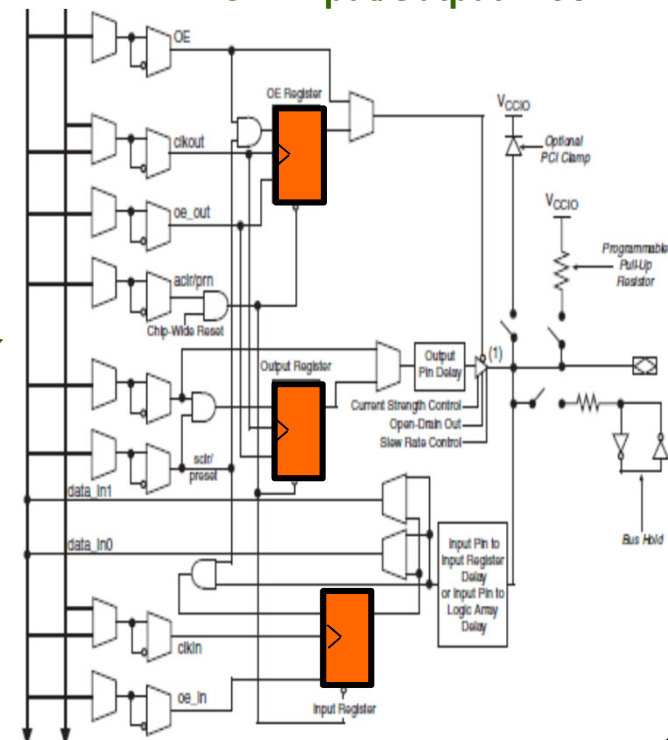 OE
OE Register
V CCIO
clkout
Optional
PCI Clamp
oe_out
V CCIO
Programmable
Pull-Up
Resistor
aclr/prn
Chip-Wide Reset
Output Register
Output
Pin Delay
(1)
Current Strength Control
Open-Drain Out
Slew Rate Control
sclr/
preset
data_in1
data_in0
Bus Hold
Input Pin to
Input Register
Delay
or Input Pin to
Logic Array
Delay
clkin
oe_in
Input Register